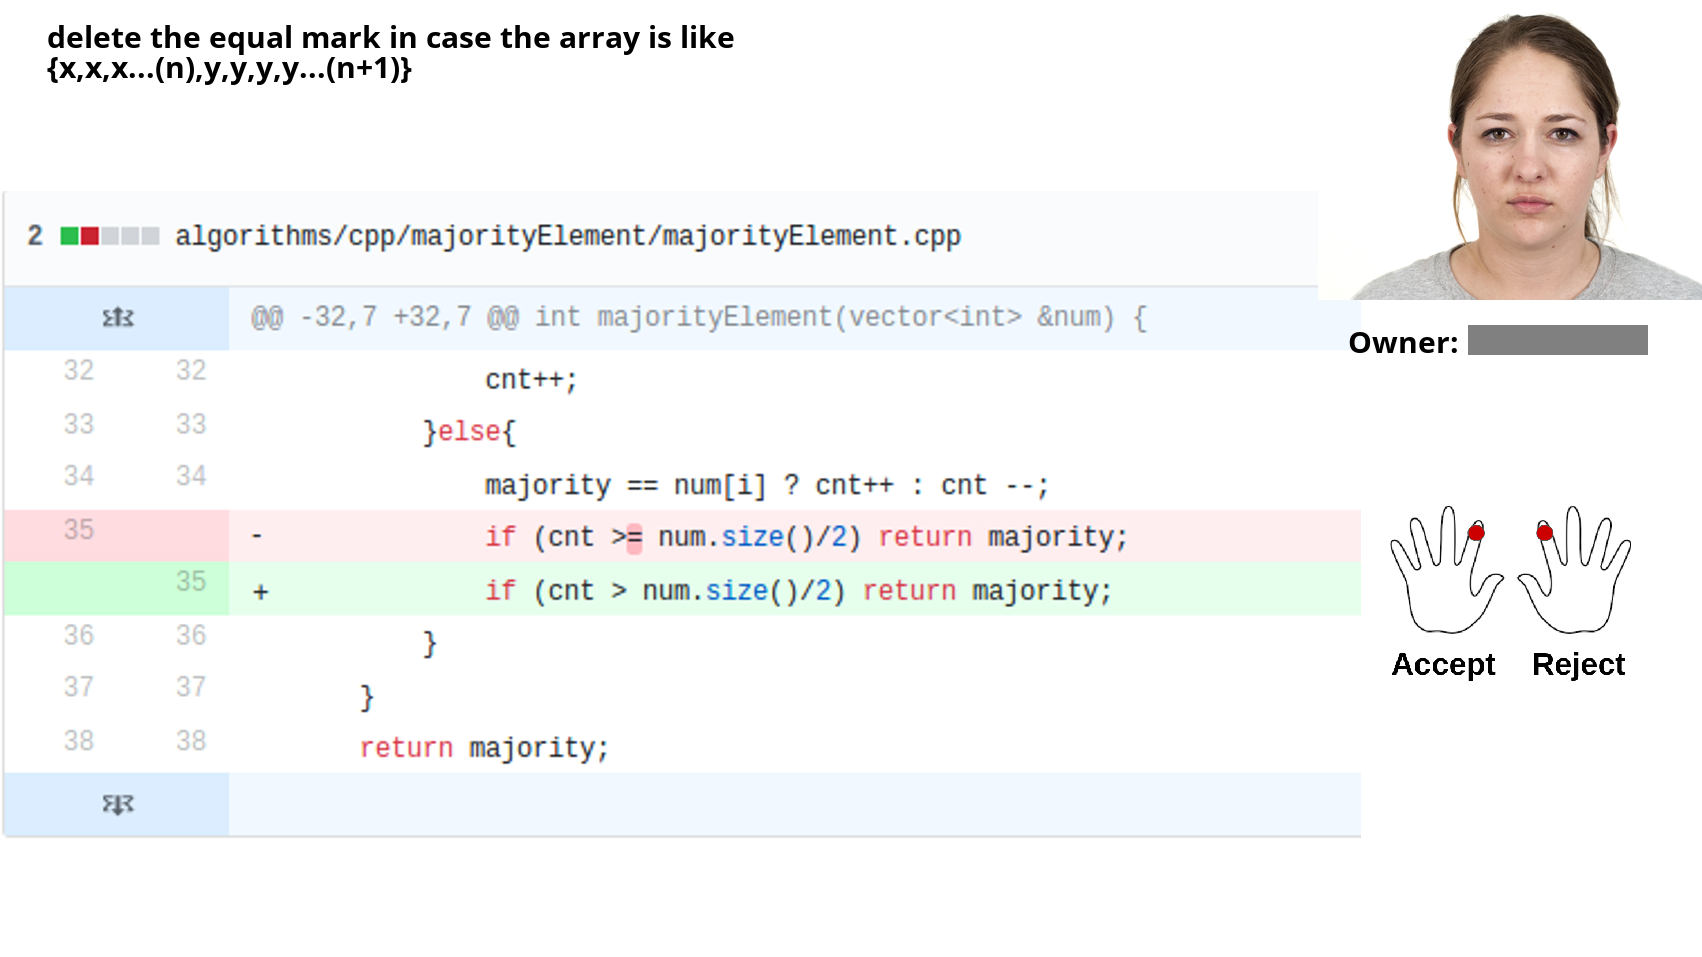 delete the equal mark in case the array is like
{x,x,x...(n),y,y,y,y...(n+1)}
2 algorithms/cpp/majorityElement/majorityElement.cpp
@@ -32,7 +32,7 @@ int majorityElement(vector<int> &num) {
32 32 cnt++;
33 33 }else{
34 34 majority == num[i] ? cnt++ : cnt --;
35 - if (cnt >= num.size()/2) return majority;
35 + if (cnt > num.size()/2) return majority;
36 36 }
37 37 }
38 38 return majority;
Owner:
Accept Reject